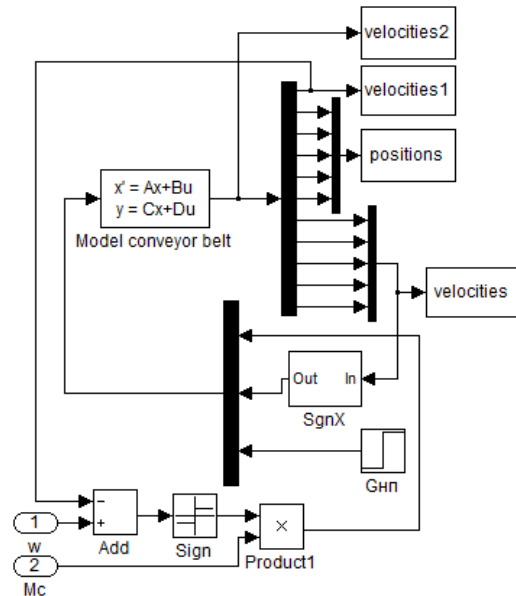 velocities2
velocities1
positions
x' = Ax+Bu
y = Cx+Du
Model conveyor belt
velocities
Out In
SgnX
Gнп
−
+
Add
Sign
×
Product1
1
w
2
Mc